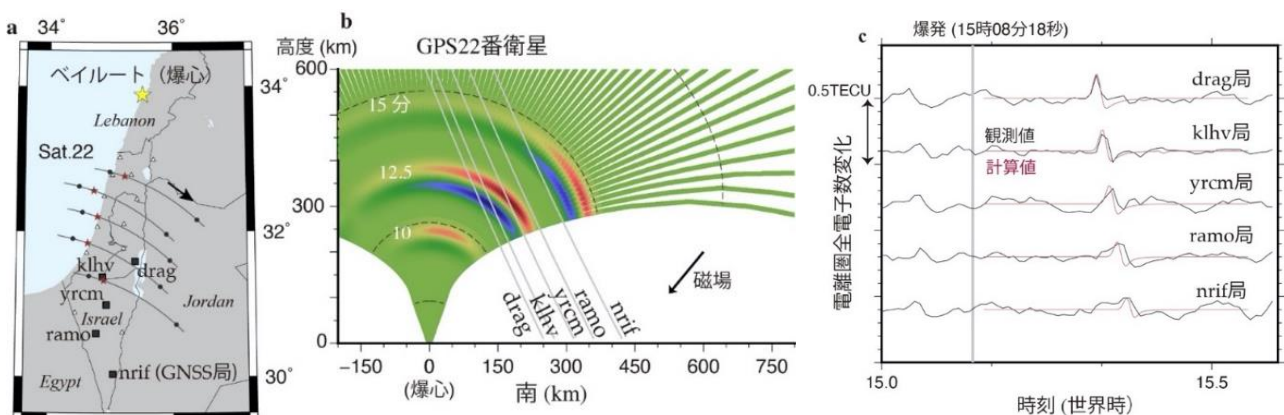 a
34° 36°
ベイルート（爆心）
34°
Lebanon
Sat.22
32°
klhv drag
yrcm
Jordan
Israel
ramo
nrif (GNSS局)
Egypt
30°
b
高度 (km) GPS22番衛星
600
15 分
450
12.5
300
10
150
磁場
drag
klhv
yrcm
ramo
nrif
0
−150 0 150 300 450 600 750
(爆心) 南 (km)
c
爆発 (15時08分18秒)
drag局
0.5TECU
観測値
klhv局
計算値
電離圏全電子数変化
yrcm局
ramo局
nrif局
15.0 15.5
時刻 (世界時)